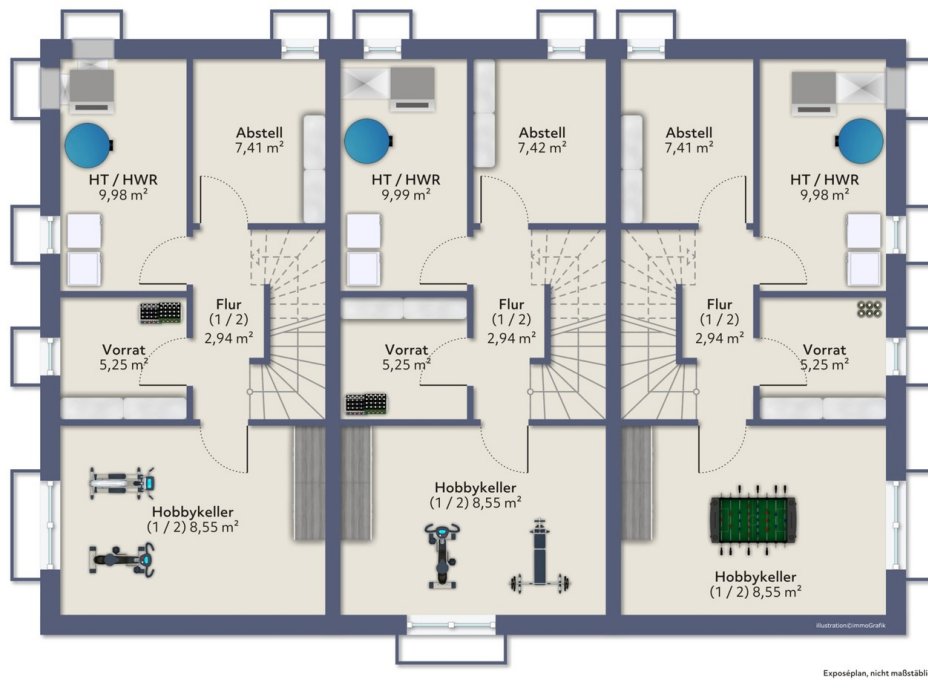 Abstell
7,41 m²
HT / HWR
9,98 m²
Flur
(1 / 2)
2,94 m²
Vorrat
5,25 m²
Hobbykeller
(1 / 2) 8,55 m²
Abstell
7,42 m²
HT / HWR
9,99 m²
Flur
(1 / 2)
2,94 m²
Vorrat
5,25 m²
Hobbykeller
(1 / 2) 8,55 m²
Abstell
7,41 m²
HT / HWR
9,98 m²
Flur
(1 / 2)
2,94 m²
Vorrat
5,25 m²
Hobbykeller
(1 / 2) 8,55 m²
illustration©immoGrafik
Exposéplan, nicht maßstäbli